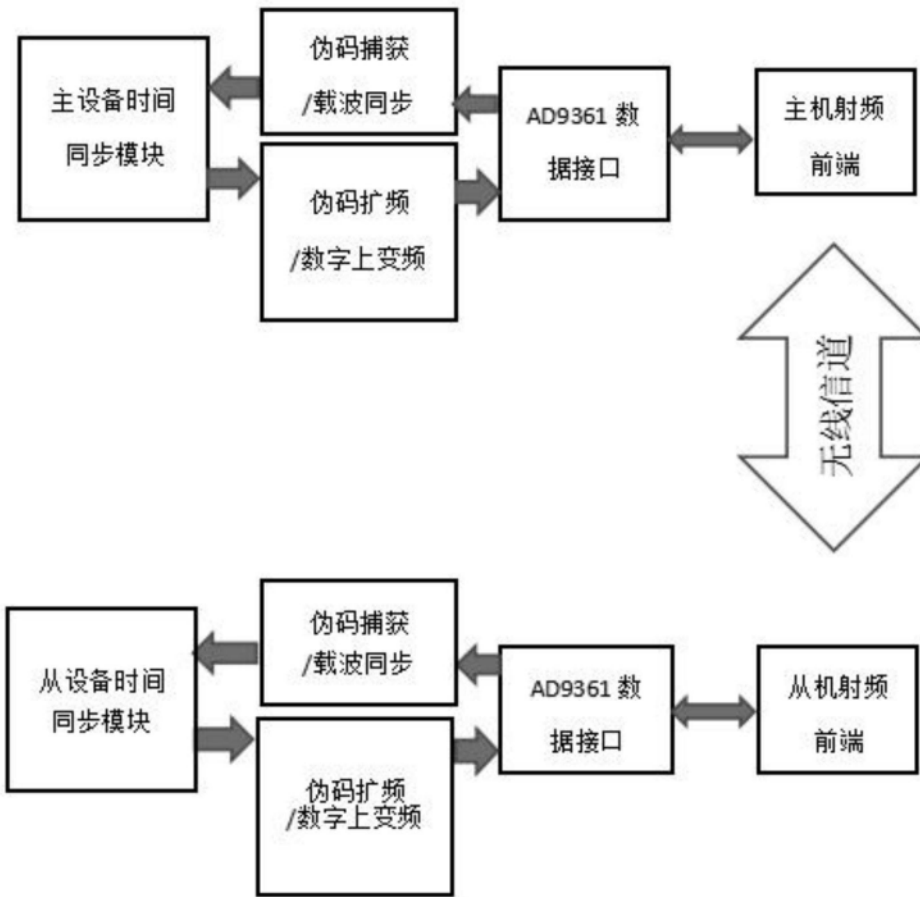 伪码捕获
/载波同步
主设备时间
同步模块
AD9361 数
据接口
主机射频
前端
伪码扩频
/数字上变频
无线信道
伪码捕获
/载波同步
从设备时间
同步模块
AD9361 数
据接口
从机射频
前端
伪码扩频
/数字上变频